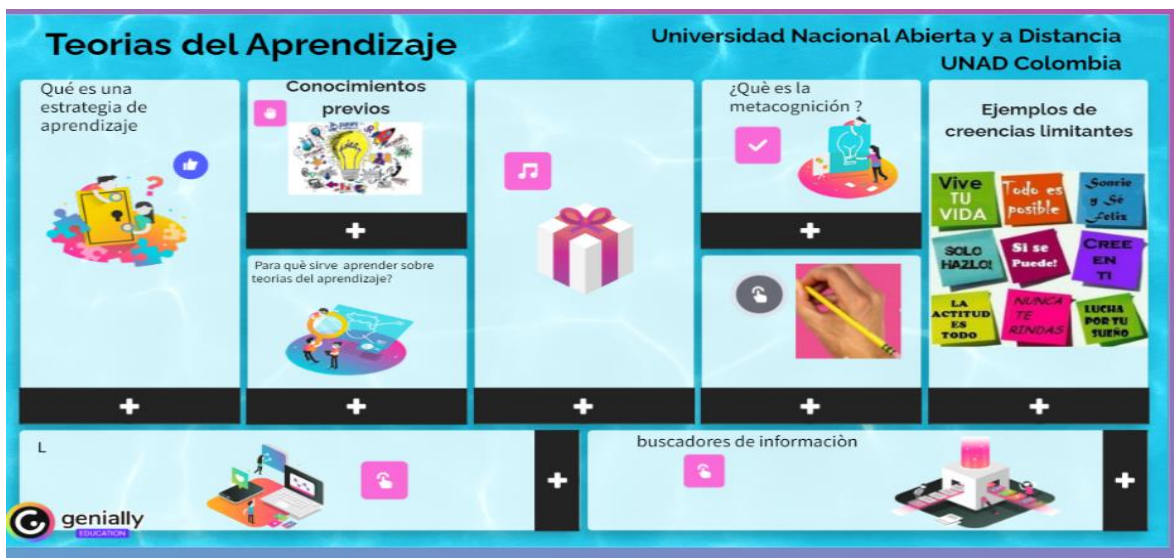 Teorias del Aprendizaje
Universidad Nacional Abierta y a Distancia
UNAD Colombia
Qué es una
estrategia de
aprendizaje
Conocimientos
previos
Para què sirve aprender sobre
teorias del aprendizaje?
¿Què es la
metacognición ?
Ejemplos de
creencias limitantes
Vive
TU
VIDA
Todo es
posible
Sonrie
y Sé
Feliz
SOLO
HAZLO!
Si se
Puede!
CREE
EN
TI
LA
ACTITUD
ES
TODO
NUNCA
TE
RINDAS
LUCHA
POR TU
SUEÑO
L
buscadores de informaciòn
genially
EDUCATION